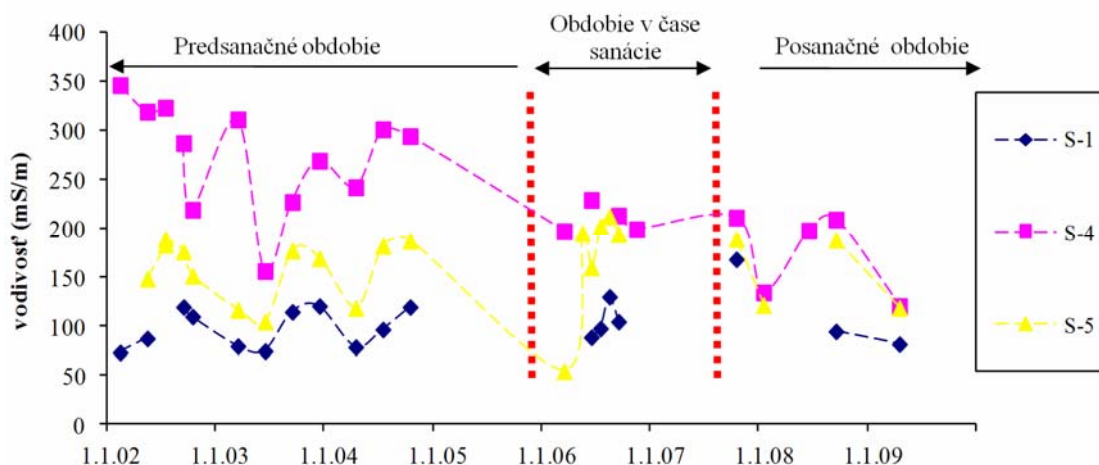 400
350
300
250
200
150
100
50
0
vodivosť (mS/m)
Predsanačné obdobie
Obdobie v čase
sanácie
Posanačné obdobie
1.1.02 1.1.03 1.1.04 1.1.05 1.1.06 1.1.07 1.1.08 1.1.09
S-1
S-4
S-5